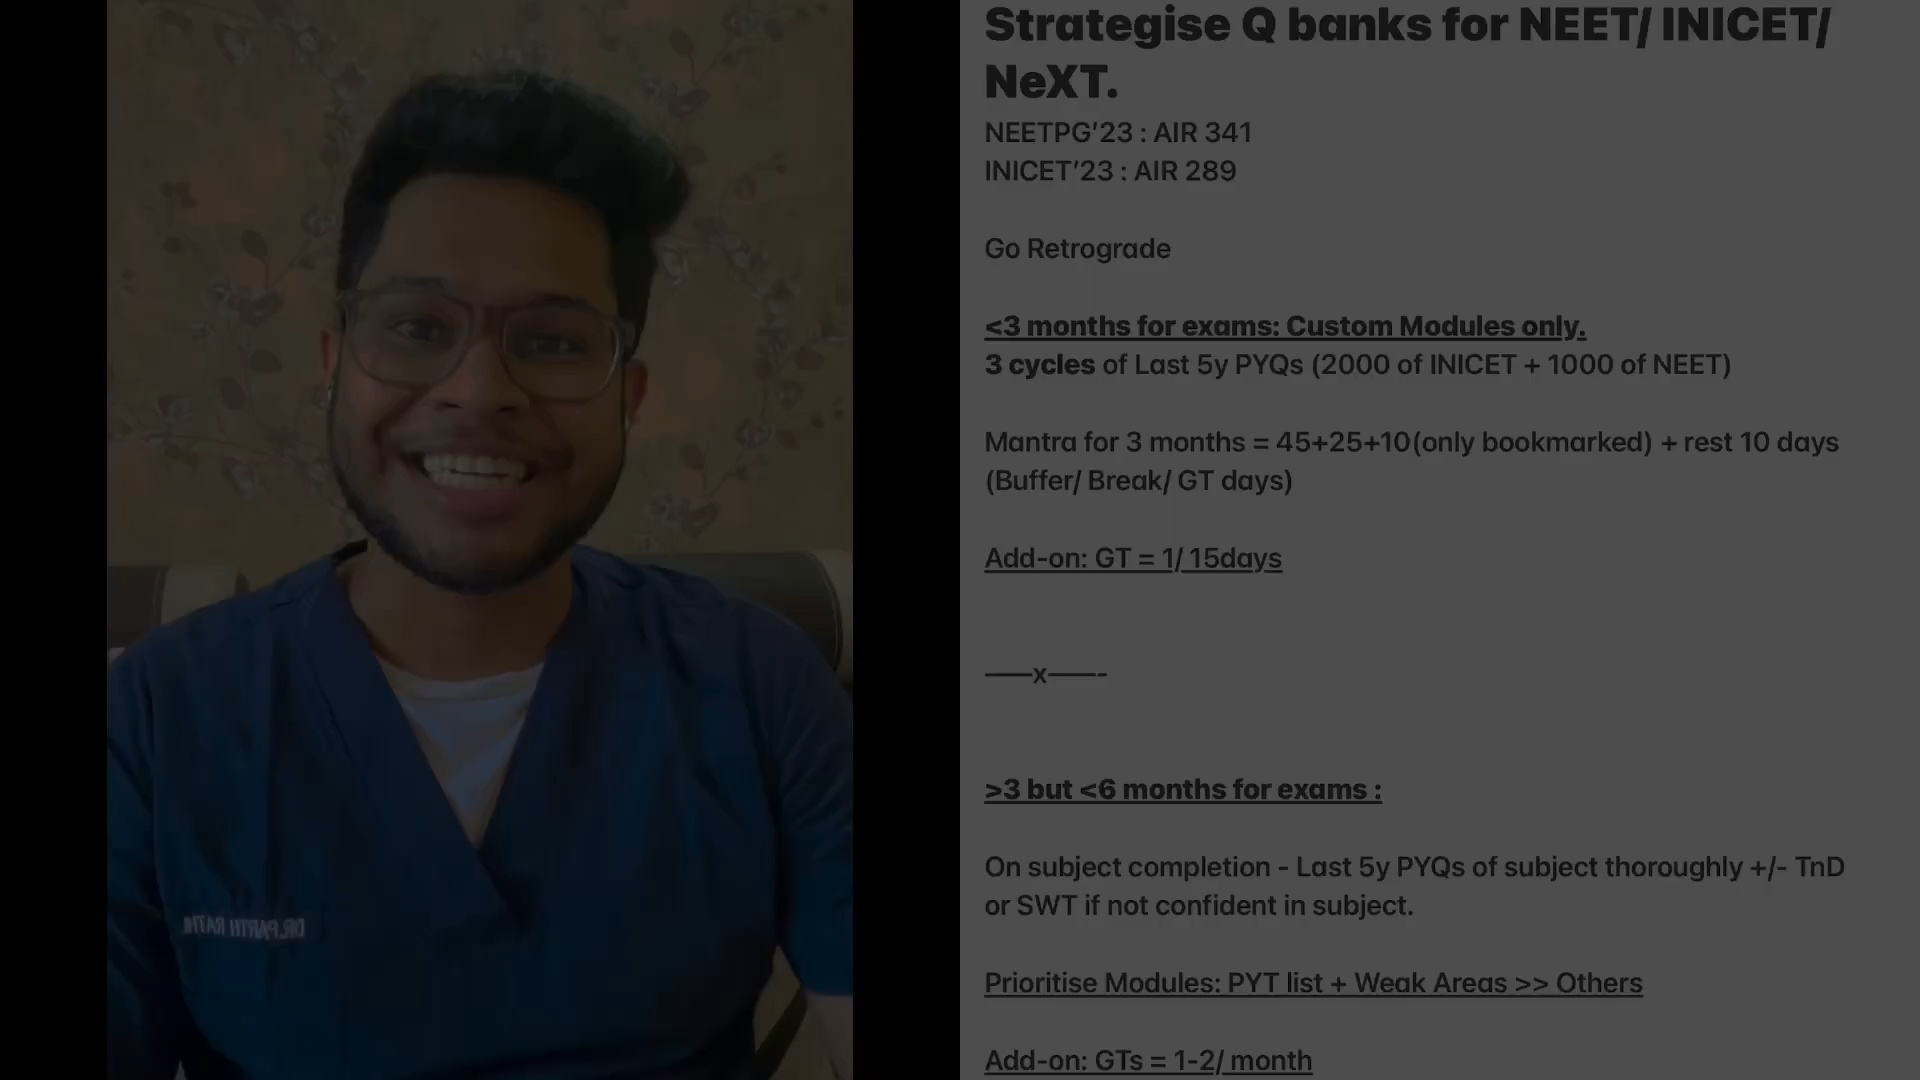 Strategise Q banks for NEET/ INICET/
NeXT.
NEETPG'23 : AIR 341
INICET'23 : AIR 289
Go Retrograde
<3 months for exams: Custom Modules only.
3 cycles of Last 5y PYQs (2000 of INICET + 1000 of NEET)
Mantra for 3 months = 45+25+10(only bookmarked) + rest 10 days
(Buffer/ Break/ GT days)
Add-on: GT = 1/ 15days
——x——-
>3 but <6 months for exams :
On subject completion - Last 5y PYQs of subject thoroughly +/- TnD
or SWT if not confident in subject.
Prioritise Modules: PYT list + Weak Areas >> Others
Add-on: GTs = 1-2/ month
DR.PARTH